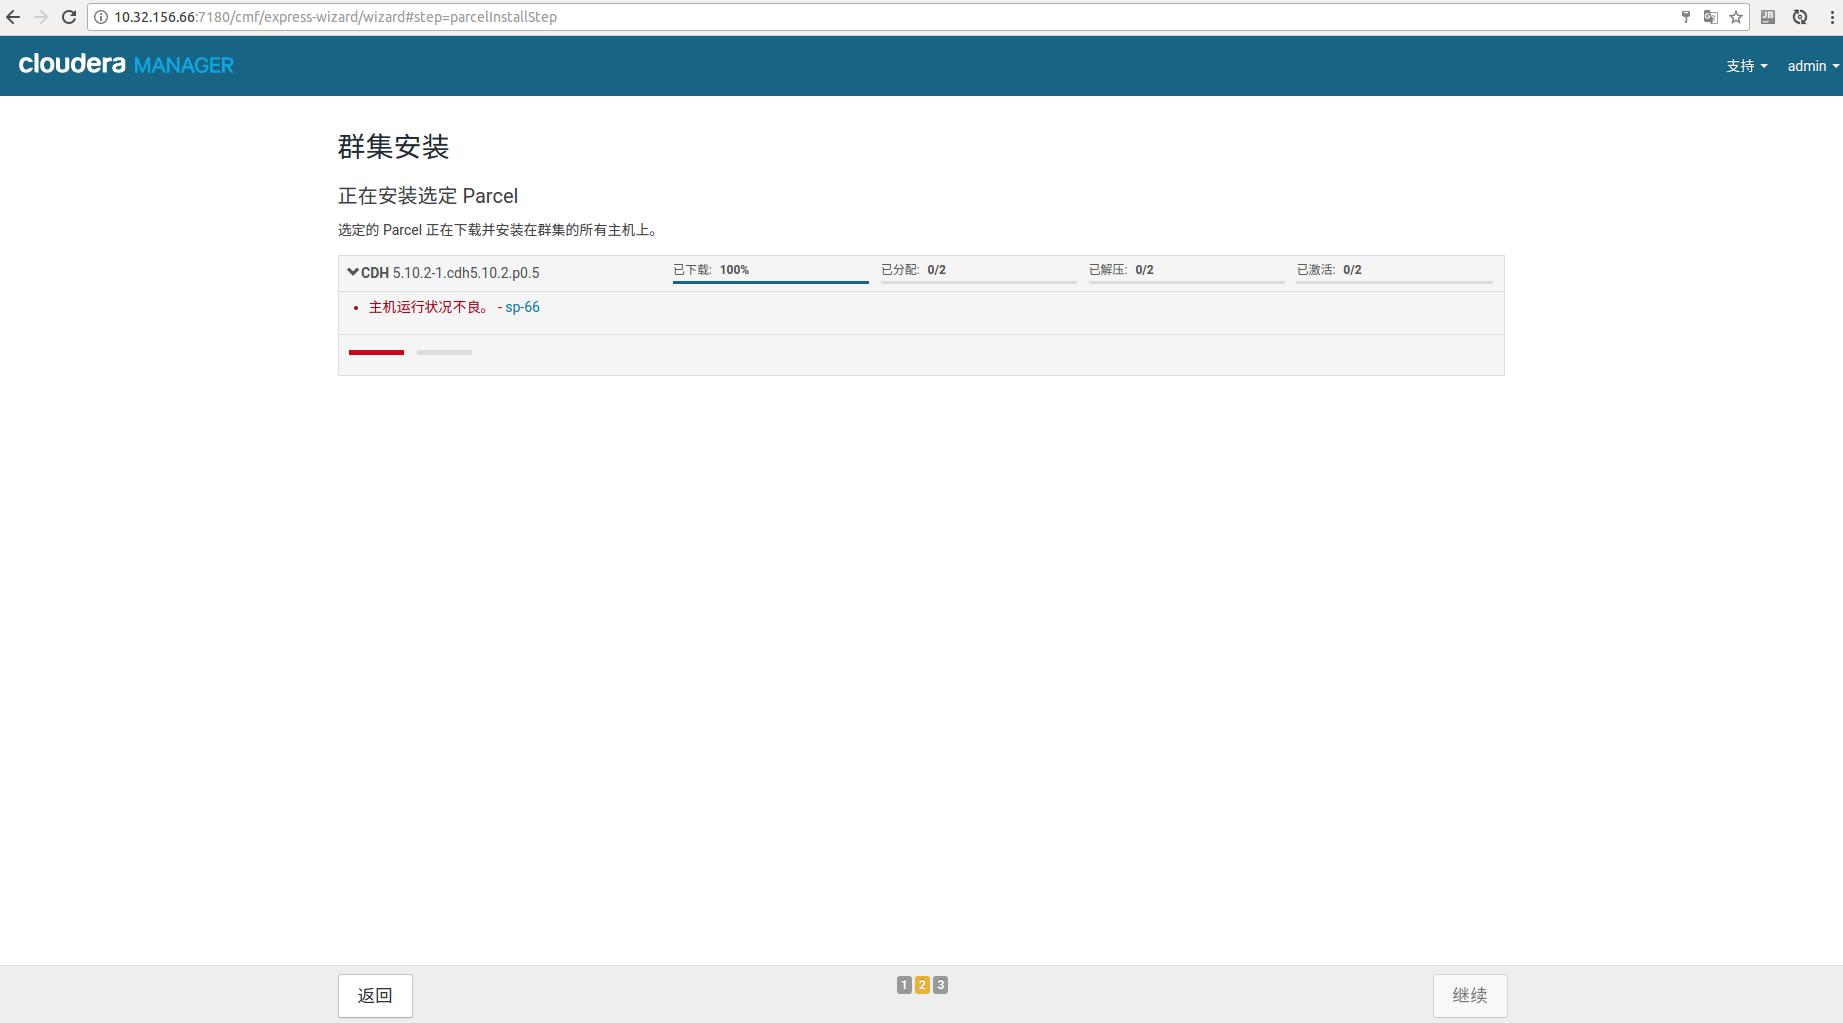 10.32.156.66:7180/cmf/express-wizard/wizard#step=parcelInstallStep
JB
cloudera MANAGER
支持 admin
群集安装
正在安装选定 Parcel
选定的 Parcel 正在下载并安装在群集的所有主机上。
CDH 5.10.2-1.cdh5.10.2.p0.5 已下载: 100% 已分配: 0/2 已解压: 0/2 已激活: 0/2
主机运行状况不良。 - sp-66
返回 1 2 3 继续